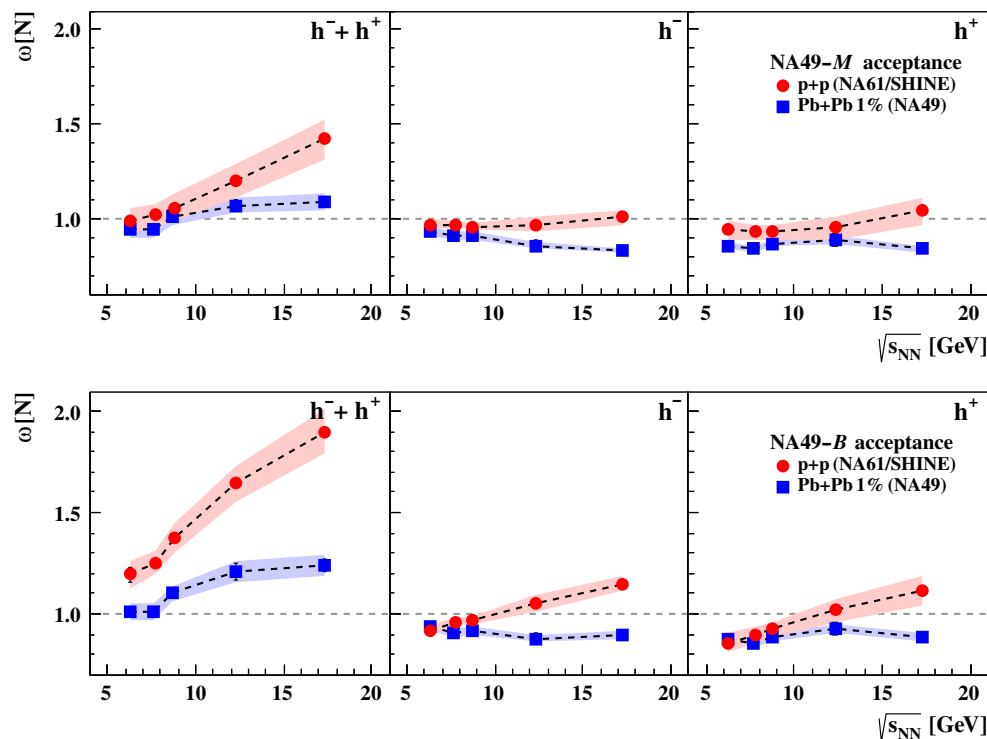 ω[N]
2.0
1.5
1.0
h⁻+ h⁺
h⁻
h⁺
NA49-M acceptance
p+p (NA61/SHINE)
Pb+Pb 1% (NA49)
5 10 15 20 5 10 15 20 5 10 15 20
√sNN [GeV]
ω[N]
2.0
1.5
1.0
h⁻+ h⁺
h⁻
h⁺
NA49-B acceptance
p+p (NA61/SHINE)
Pb+Pb 1% (NA49)
5 10 15 20 5 10 15 20 5 10 15 20
√sNN [GeV]